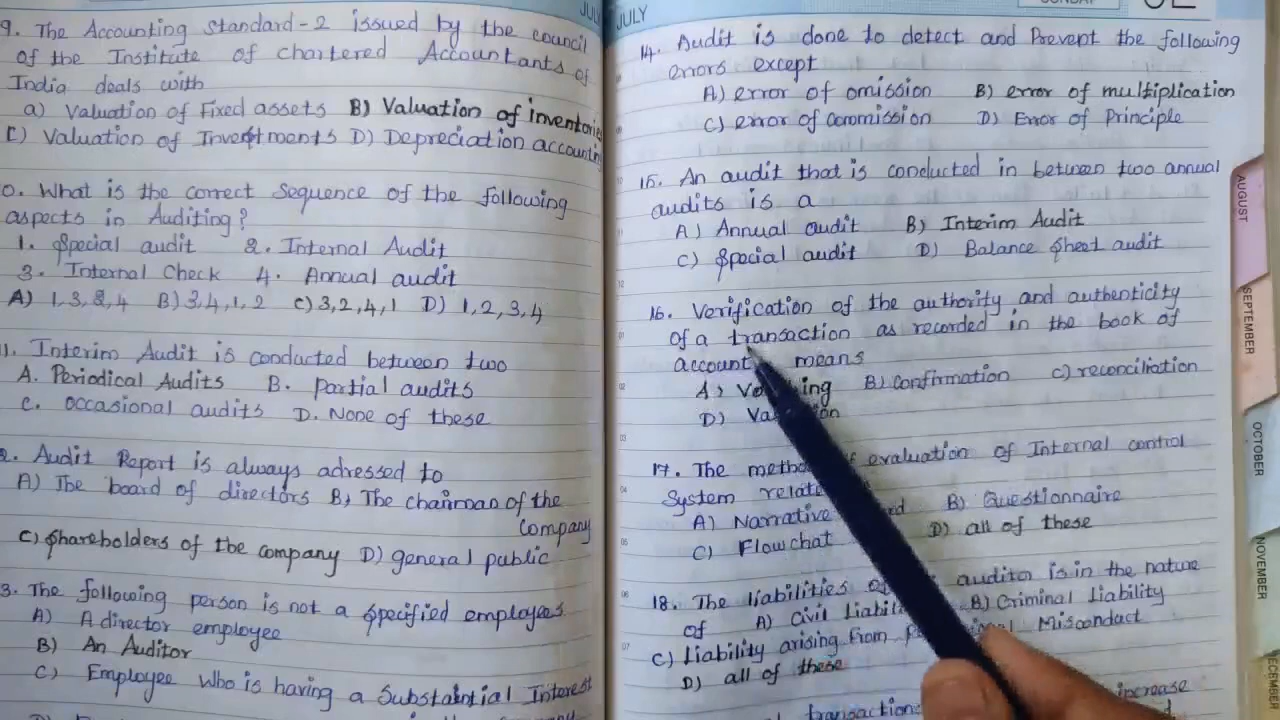 JULY
9. The Accounting Standard-2 issued by the council
of the Institute of chartered Accountants of
India deals with
a) Valuation of Fixed assets B) Valuation of inventorie
C) Valuation of Investments D) Depreciation accounting
0. What is the correct Sequence of the following
aspects in Auditing?
1. Special audit 2. Internal Audit
3. Internal Check 4. Annual audit
A) 1,3,2,4 B) 3,4,1,2 C) 3,2,4,1 D) 1,2,3,4
1. Interim Audit is conducted between two
A. Periodical Audits B. partial audits
C. occasional audits D. None of these
2. Audit Report is always adressed to
A) The board of directors B) The chairman of the
Company
C) Shareholders of the company D) general public
3. The following person is not a specified employees
A) A director employee
B) An Auditor
C) Employee Who is having a Substantial Interest
JULY
SUNDAY
14. Audit is done to detect and Prevent the following
errors except
A) error of omission B) error of multiplication
C) error of commission D) Error of Principle
15. An audit that is conducted in between two annual
audits is a
A) Annual audit B) Interim Audit
C) Special audit D) Balance Sheet audit
16. Verification of the authority and authenticity
of a transaction as recorded in the book of
account means
A) B) confirmation C) reconciliation
D)
17. The evaluation of Internal control
System
A) Narrative B) Questionnaire
C) Flowchat D) all of these
18. The liabilities auditor is in the nature
of A) Civil B) Criminal Liability
C) Liability arising from Misconduct
D) all of these
transactions increase
AUGUST
SEPTEMBER
OCTOBER
NOVEMBER